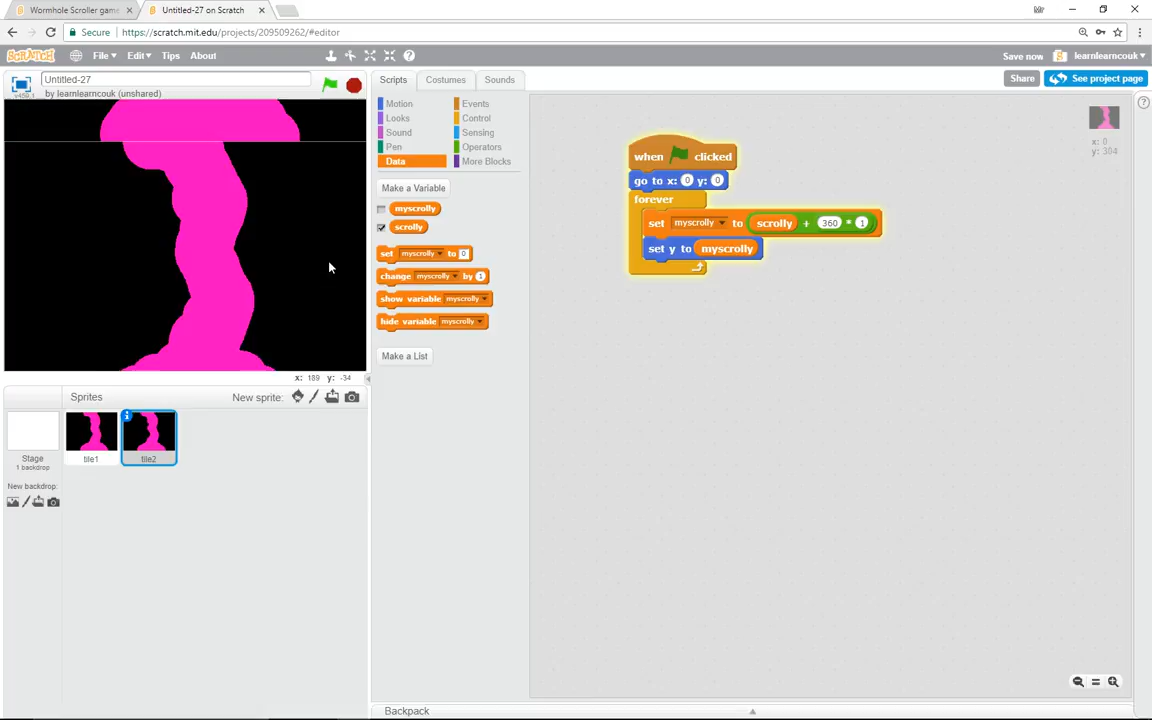 Wormhole Scroller game
Untitled-27 on Scratch
Secure
https://scratch.mit.edu/projects/209509262/#editor
SCRATCH
File
Edit
Tips
About
Save now
learnlearncouk
Untitled-27
by learnlearncouk (unshared)
v459.1
Scripts
Costumes
Sounds
Share
See project page
Motion
Events
Looks
Control
Sound
Sensing
Pen
Operators
Data
More Blocks
Make a Variable
myscrolly
scrolly
set myscrolly to 0
change myscrolly by 1
show variable myscrolly
hide variable myscrolly
Make a List
when clicked
go to x: 0 y: 0
forever
set myscrolly to scrolly + 360 * 1
set y to myscrolly
x: 0
y: 304
?
x: 189 y: -34
Sprites
New sprite:
Stage
1 backdrop
New backdrop:
tile1
tile2
Backpack